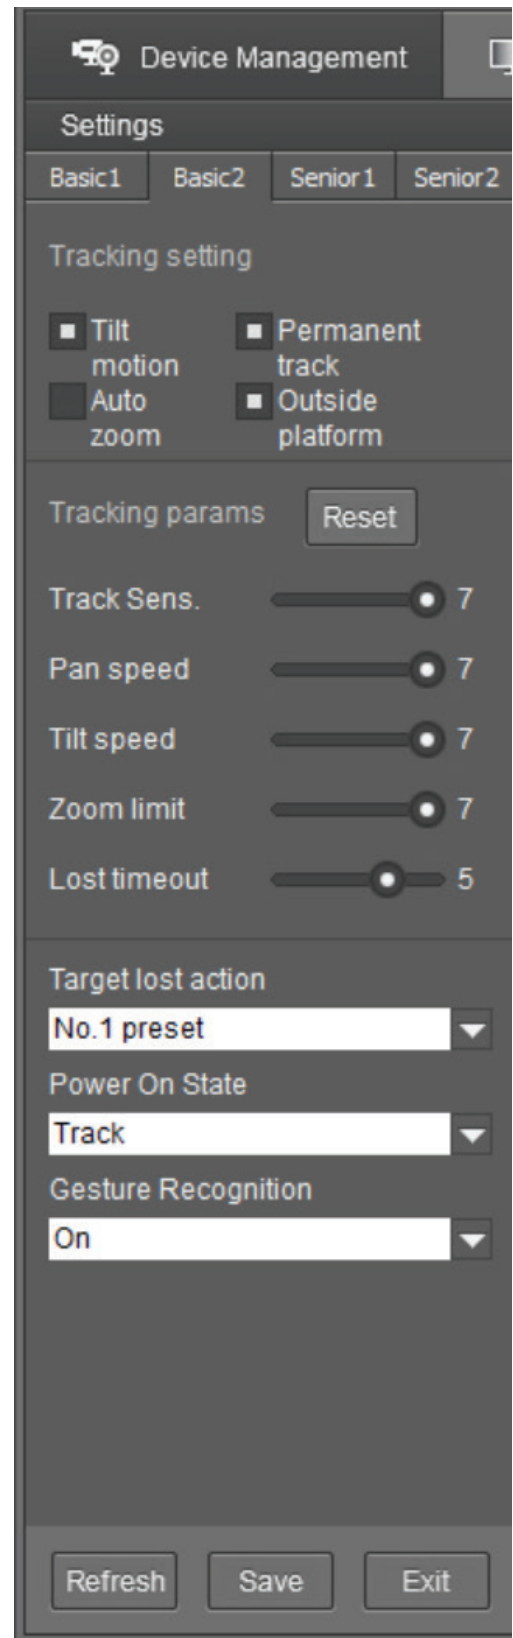 Device Management
Settings
Basic1 Basic2 Senior1 Senior2
Tracking setting
Tilt motion Permanent track
Auto zoom Outside platform
Tracking params Reset
Track Sens. 7
Pan speed 7
Tilt speed 7
Zoom limit 7
Lost timeout 5
Target lost action
No.1 preset
Power On State
Track
Gesture Recognition
On
Refresh Save Exit